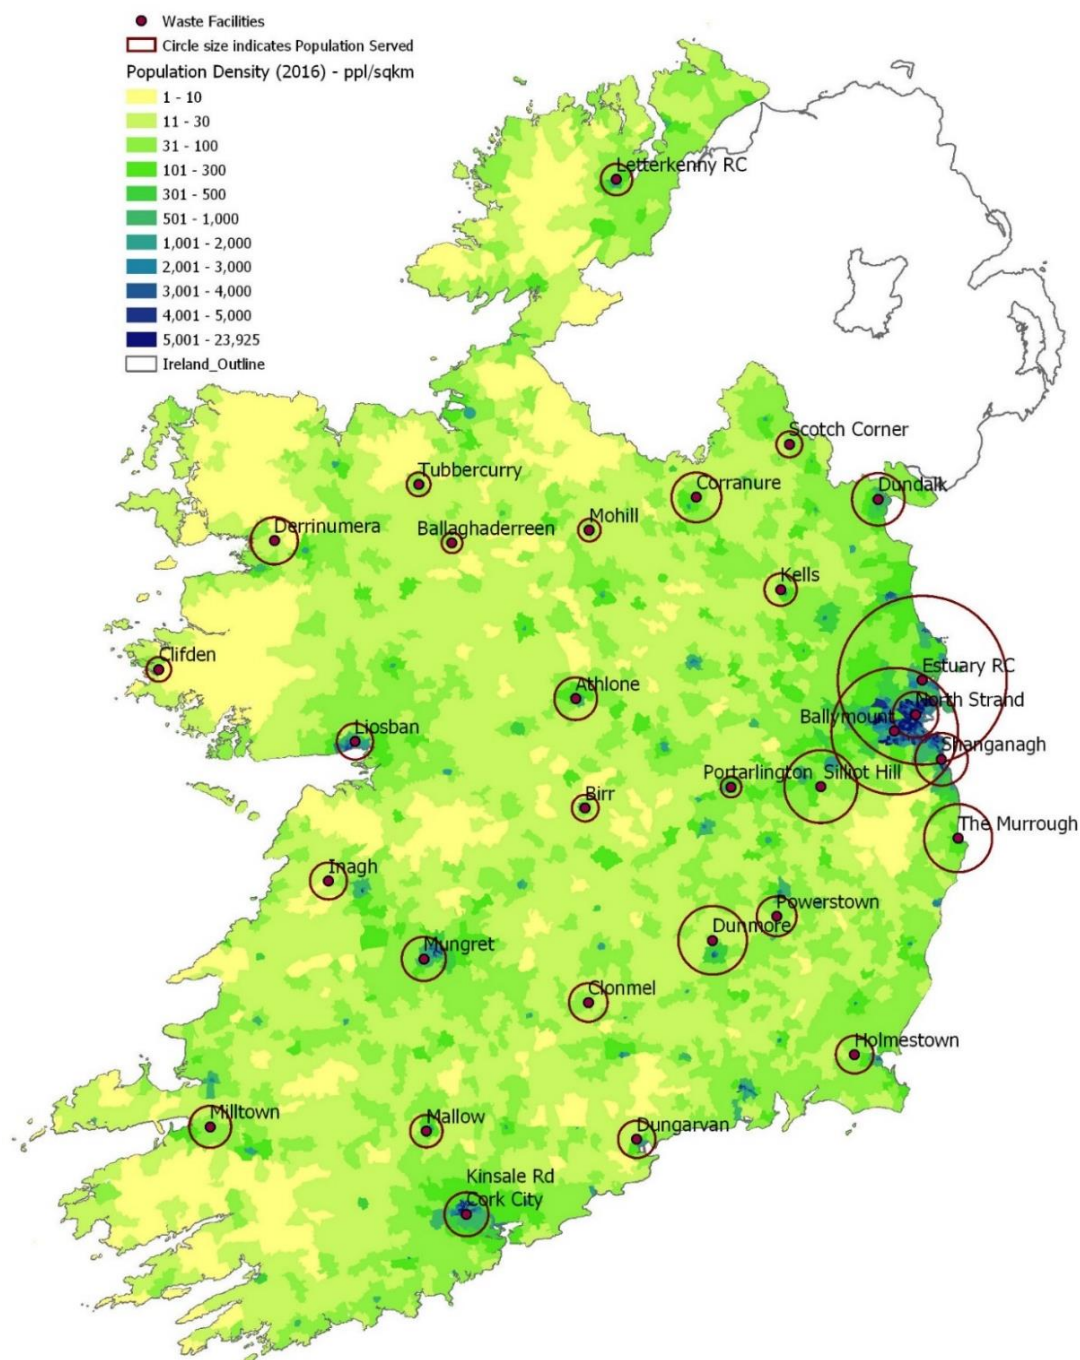 Waste Facilities
Circle size indicates Population Served
Population Density (2016) - ppl/sqkm
1 - 10
11 - 30
31 - 100
101 - 300
301 - 500
501 - 1,000
1,001 - 2,000
2,001 - 3,000
3,001 - 4,000
4,001 - 5,000
5,001 - 23,925
Ireland_Outline
Letterkenny RC
Scotch Corner
Tubbercurry
Corranure
Dundalk
Derrinumera
Ballaghaderreen
Mohill
Kells
Clifden
Estuary RC
Athlone
North Strand
Ballymount
Liosban
Shanganagh
Portarlington
Silliot Hill
Birr
The Murrough
Inagh
Powerstown
Dunmore
Mungret
Clonmel
Holmestown
Milltown
Mallow
Dungarvan
Kinsale Rd
Cork City